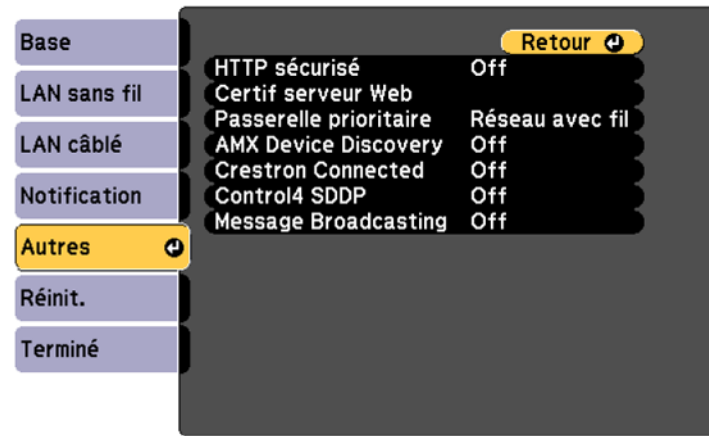 Base
LAN sans fil
LAN câblé
Notification
Autres
Réinit.
Terminé
Retour
HTTP sécurisé Off
Certif serveur Web
Passerelle prioritaire Réseau avec fil
AMX Device Discovery Off
Crestron Connected Off
Control4 SDDP Off
Message Broadcasting Off